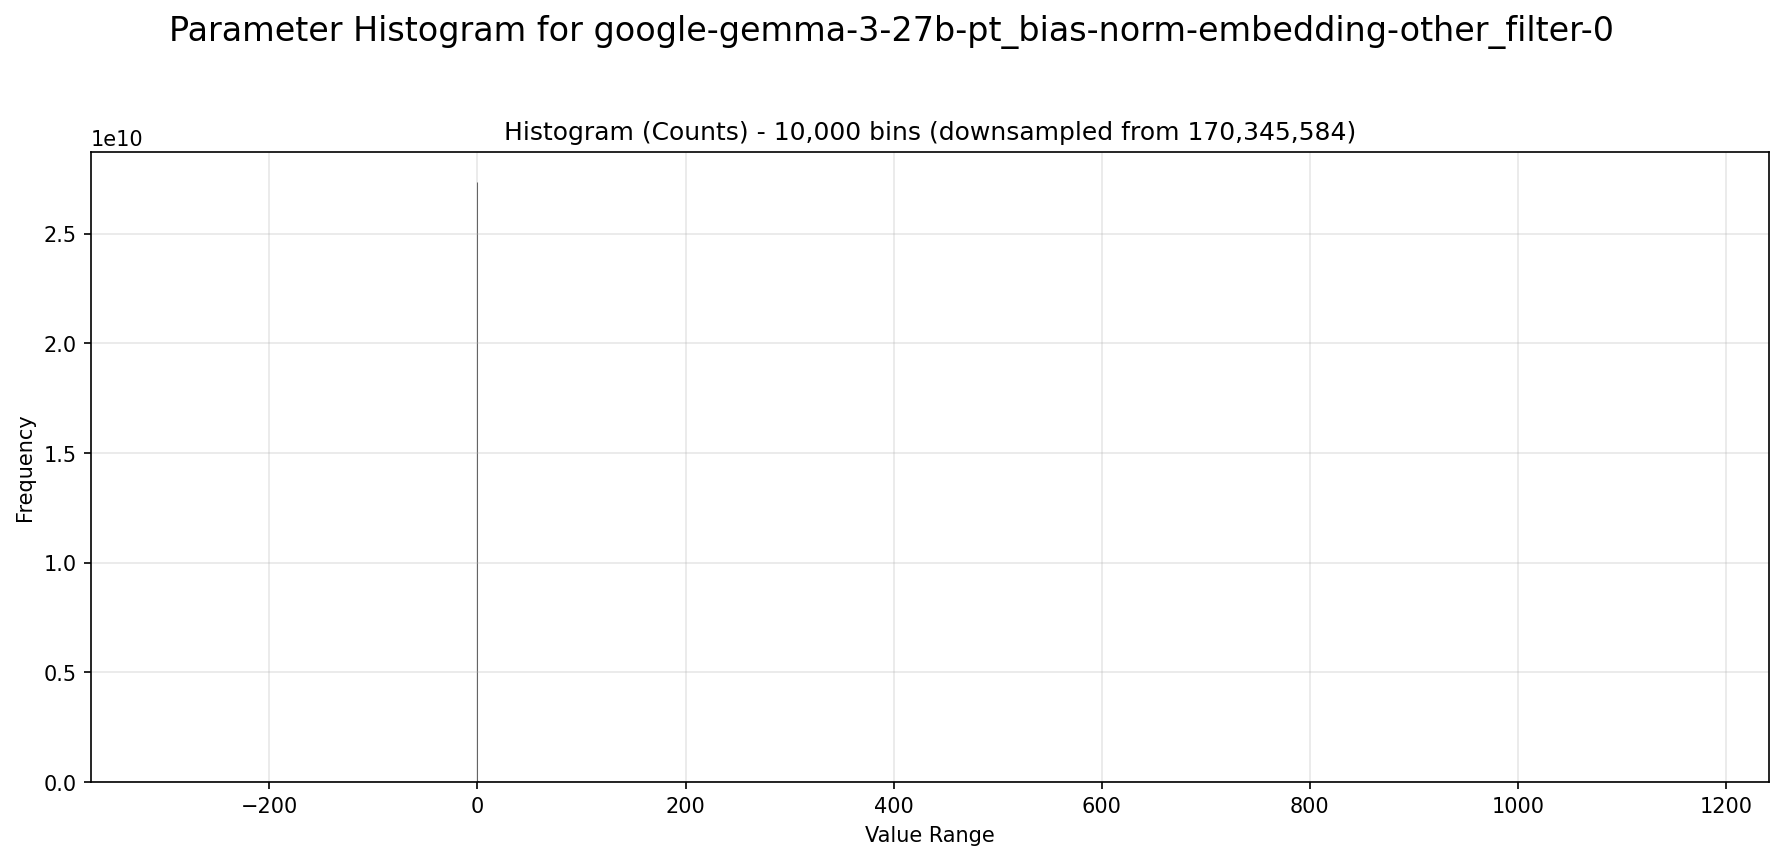 Parameter Histogram for google-gemma-3-27b-pt_bias-norm-embedding-other_filter-0
Histogram (Counts) - 10,000 bins (downsampled from 170,345,584)
1e10
2.5
2.0
1.5
1.0
0.5
0.0
Frequency
−200
0
200
400
600
800
1000
1200
Value Range